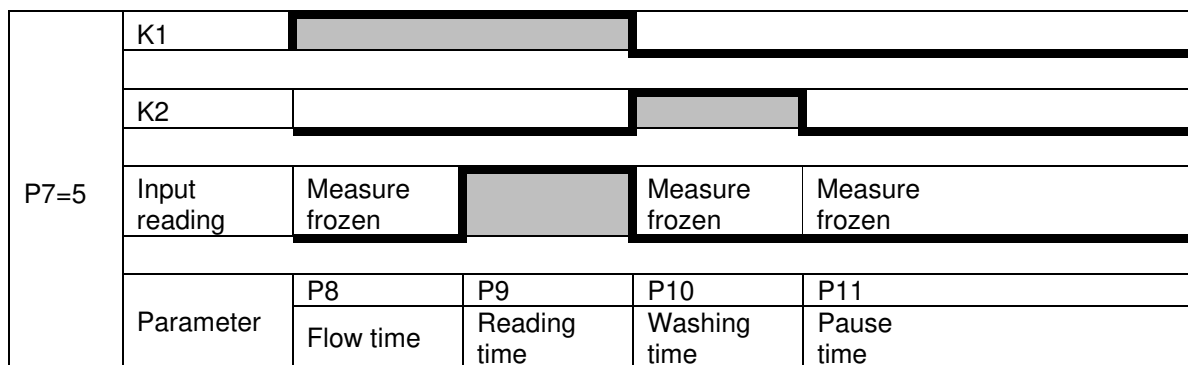 K1
K2
P7=5
Input
reading
Measure
frozen
Measure
frozen
Measure
frozen
Parameter
P8
P9
P10
P11
Flow time
Reading
time
Washing
time
Pause
time